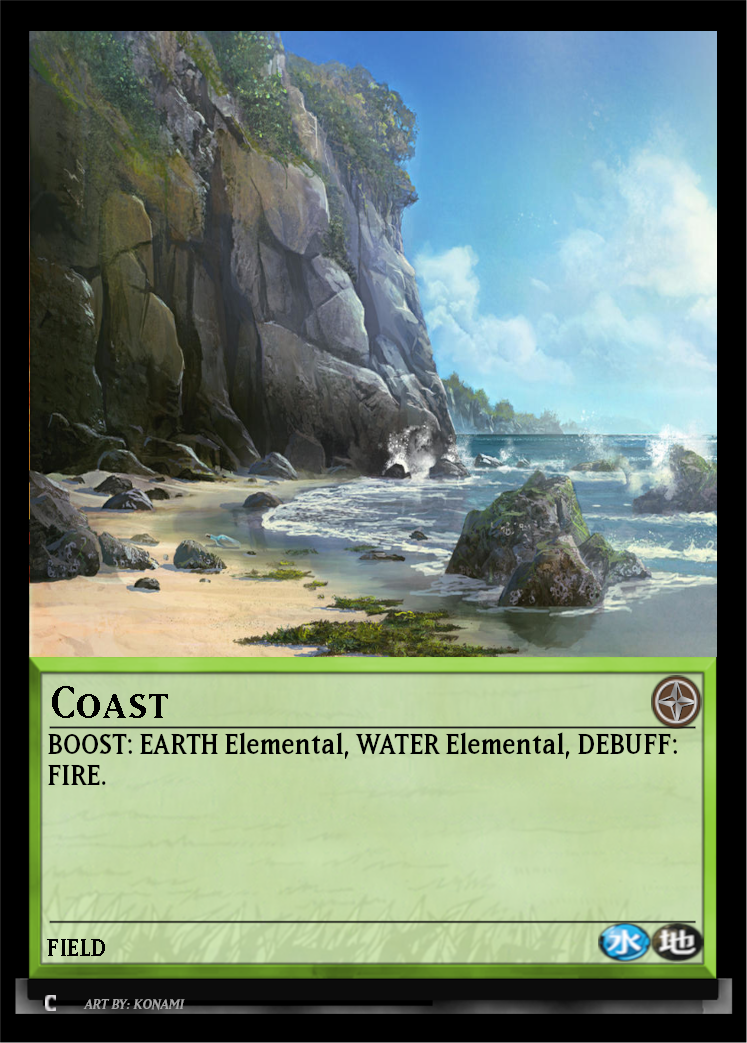 COAST
BOOST: EARTH Elemental, WATER Elemental, DEBUFF:
FIRE.
FIELD
水 地
C ART BY: KONAMI